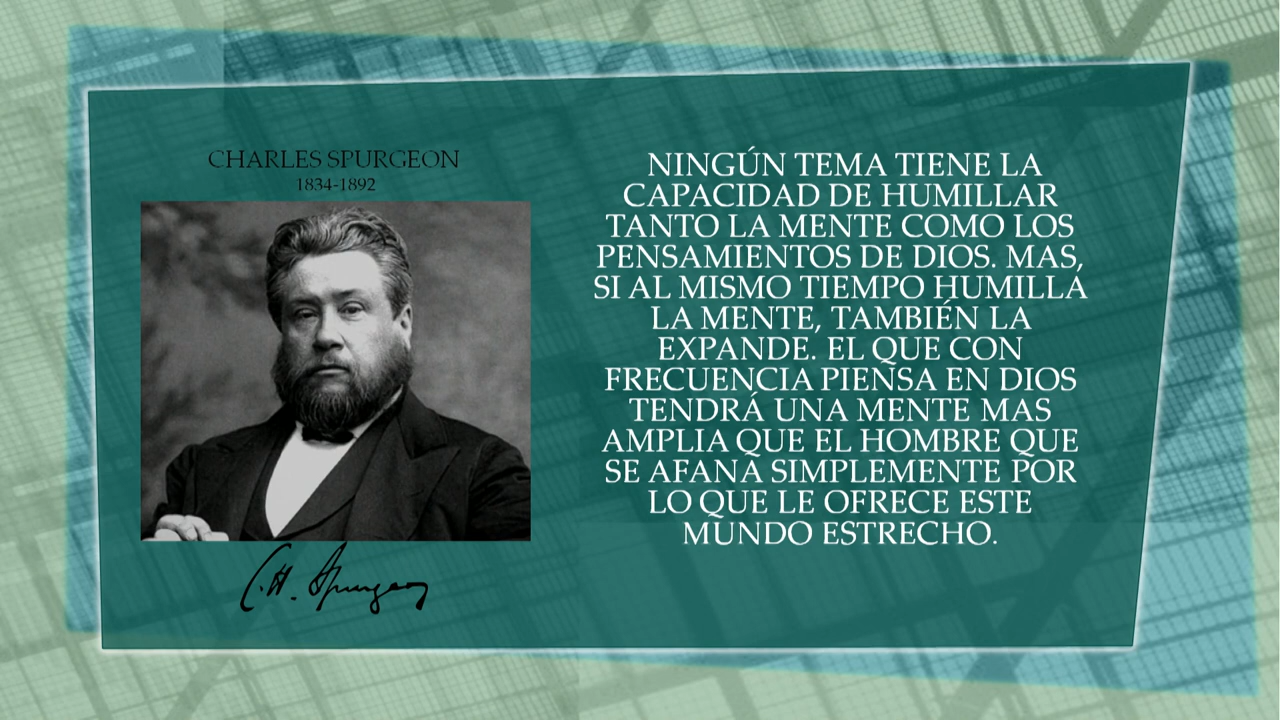 CHARLES SPURGEON
1834-1892
C. H. Spurgeon
NINGÚN TEMA TIENE LA
CAPACIDAD DE HUMILLAR
TANTO LA MENTE COMO LOS
PENSAMIENTOS DE DIOS. MAS,
SI AL MISMO TIEMPO HUMILLA
LA MENTE, TAMBIÉN LA
EXPANDE. EL QUE CON
FRECUENCIA PIENSA EN DIOS
TENDRÁ UNA MENTE MAS
AMPLIA QUE EL HOMBRE QUE
SE AFANA SIMPLEMENTE POR
LO QUE LE OFRECE ESTE
MUNDO ESTRECHO.